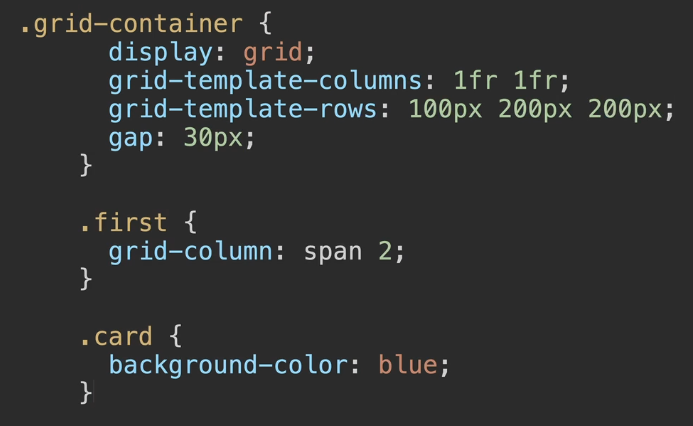 .grid-container {
display: grid;
grid-template-columns: 1fr 1fr;
grid-template-rows: 100px 200px 200px;
gap: 30px;
}
.first {
grid-column: span 2;
}
.card {
background-color: blue;
}